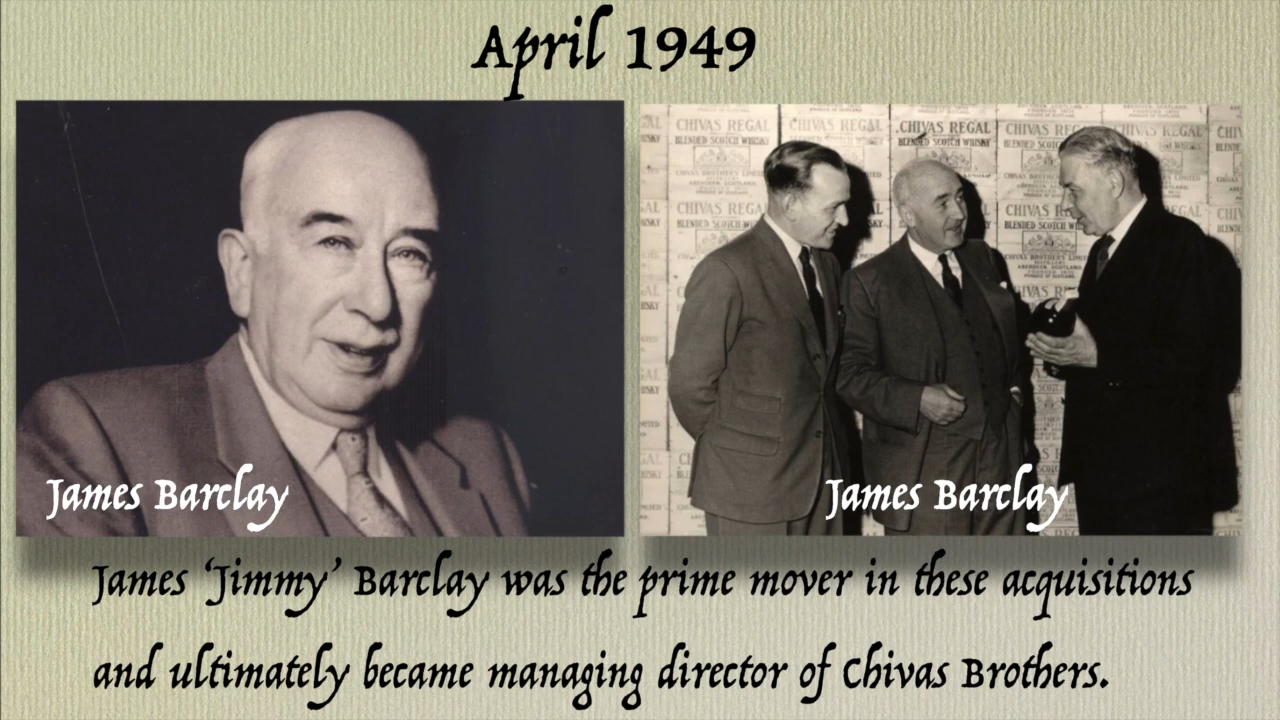 April 1949
CHIVAS REGAL
BLENDED SCOTCH WHISKY
James Barclay
James Barclay
James ‘Jimmy’ Barclay was the prime mover in these acquisitions
and ultimately became managing director of Chivas Brothers.